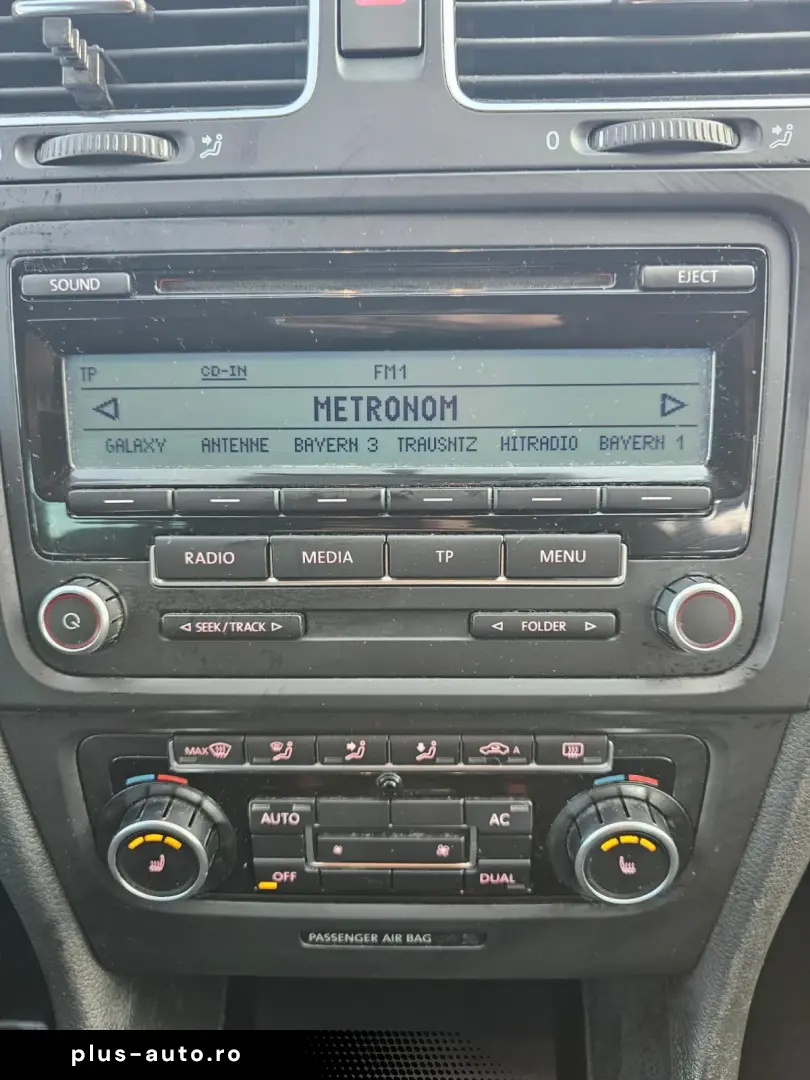 0
SOUND
EJECT
TP CD-IN FM1
METRONOM
GALAXY ANTENNE BAYERN 3 TRAUSNTZ HITRADIO BAYERN 1
RADIO MEDIA TP MENU
SEEK/TRACK FOLDER
MAX A
AUTO AC
OFF DUAL
PASSENGER AIR BAG
plus-auto.ro